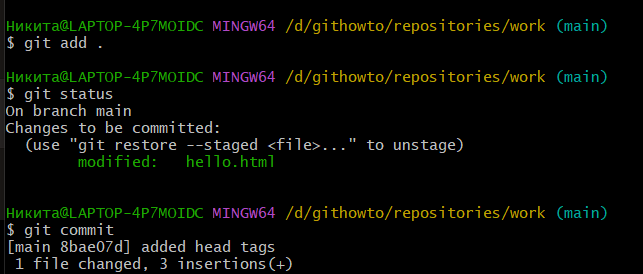 Никита@LAPTOP-4P7MOIDC MINGW64 /d/githowto/repositories/work (main)
$ git add .
Никита@LAPTOP-4P7MOIDC MINGW64 /d/githowto/repositories/work (main)
$ git status
On branch main
Changes to be committed:
  (use "git restore --staged <file>..." to unstage)
        modified:   hello.html
Никита@LAPTOP-4P7MOIDC MINGW64 /d/githowto/repositories/work (main)
$ git commit
[main 8bae07d] added head tags
 1 file changed, 3 insertions(+)